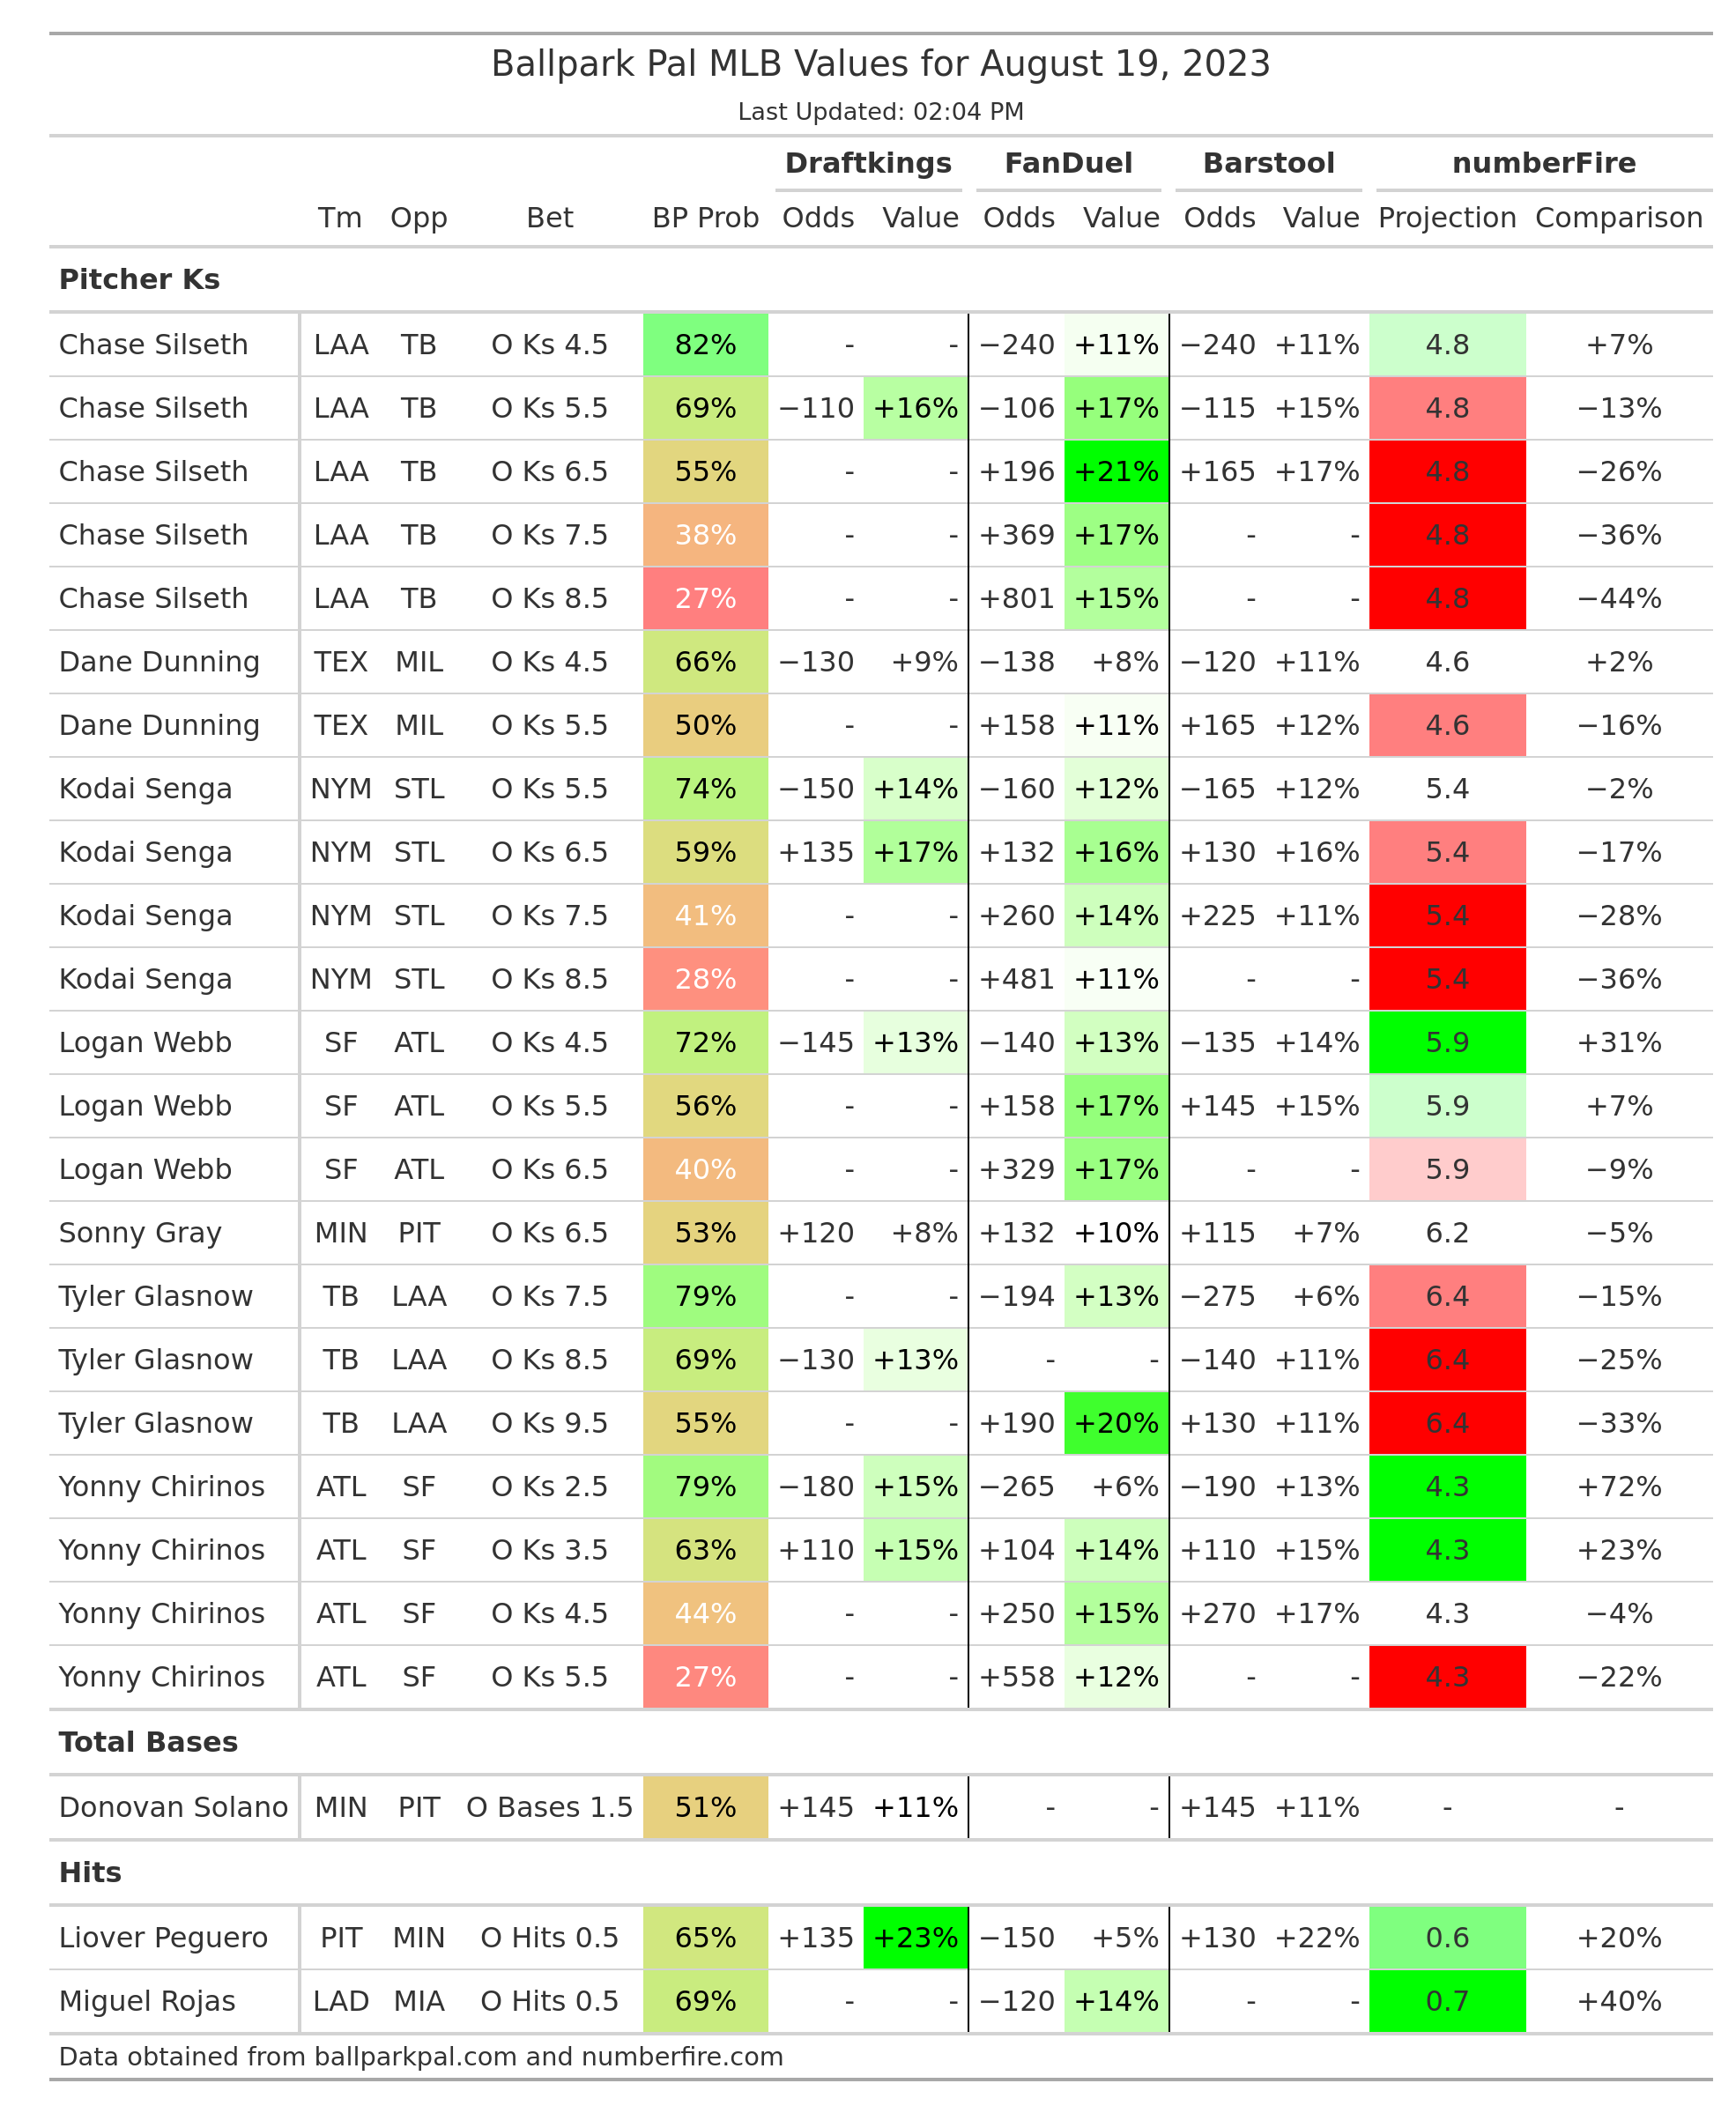 Ballpark Pal MLB Values for August 19, 2023
Last Updated: 02:04 PM
Draftkings FanDuel Barstool numberFire
Tm Opp Bet BP Prob Odds Value Odds Value Odds Value Projection Comparison
Pitcher Ks
Chase Silseth LAA TB O Ks 4.5 82% - - −240 +11% −240 +11% 4.8 +7%
Chase Silseth LAA TB O Ks 5.5 69% −110 +16% −106 +17% −115 +15% 4.8 −13%
Chase Silseth LAA TB O Ks 6.5 55% - - +196 +21% +165 +17% 4.8 −26%
Chase Silseth LAA TB O Ks 7.5 38% - - +369 +17% - - 4.8 −36%
Chase Silseth LAA TB O Ks 8.5 27% - - +801 +15% - - 4.8 −44%
Dane Dunning TEX MIL O Ks 4.5 66% −130 +9% −138 +8% −120 +11% 4.6 +2%
Dane Dunning TEX MIL O Ks 5.5 50% - - +158 +11% +165 +12% 4.6 −16%
Kodai Senga NYM STL O Ks 5.5 74% −150 +14% −160 +12% −165 +12% 5.4 −2%
Kodai Senga NYM STL O Ks 6.5 59% +135 +17% +132 +16% +130 +16% 5.4 −17%
Kodai Senga NYM STL O Ks 7.5 41% - - +260 +14% +225 +11% 5.4 −28%
Kodai Senga NYM STL O Ks 8.5 28% - - +481 +11% - - 5.4 −36%
Logan Webb SF ATL O Ks 4.5 72% −145 +13% −140 +13% −135 +14% 5.9 +31%
Logan Webb SF ATL O Ks 5.5 56% - - +158 +17% +145 +15% 5.9 +7%
Logan Webb SF ATL O Ks 6.5 40% - - +329 +17% - - 5.9 −9%
Sonny Gray MIN PIT O Ks 6.5 53% +120 +8% +132 +10% +115 +7% 6.2 −5%
Tyler Glasnow TB LAA O Ks 7.5 79% - - −194 +13% −275 +6% 6.4 −15%
Tyler Glasnow TB LAA O Ks 8.5 69% −130 +13% - - −140 +11% 6.4 −25%
Tyler Glasnow TB LAA O Ks 9.5 55% - - +190 +20% +130 +11% 6.4 −33%
Yonny Chirinos ATL SF O Ks 2.5 79% −180 +15% −265 +6% −190 +13% 4.3 +72%
Yonny Chirinos ATL SF O Ks 3.5 63% +110 +15% +104 +14% +110 +15% 4.3 +23%
Yonny Chirinos ATL SF O Ks 4.5 44% - - +250 +15% +270 +17% 4.3 −4%
Yonny Chirinos ATL SF O Ks 5.5 27% - - +558 +12% - - 4.3 −22%
Total Bases
Donovan Solano MIN PIT O Bases 1.5 51% +145 +11% - - +145 +11% - -
Hits
Liover Peguero PIT MIN O Hits 0.5 65% +135 +23% −150 +5% +130 +22% 0.6 +20%
Miguel Rojas LAD MIA O Hits 0.5 69% - - −120 +14% - - 0.7 +40%
Data obtained from ballparkpal.com and numberfire.com